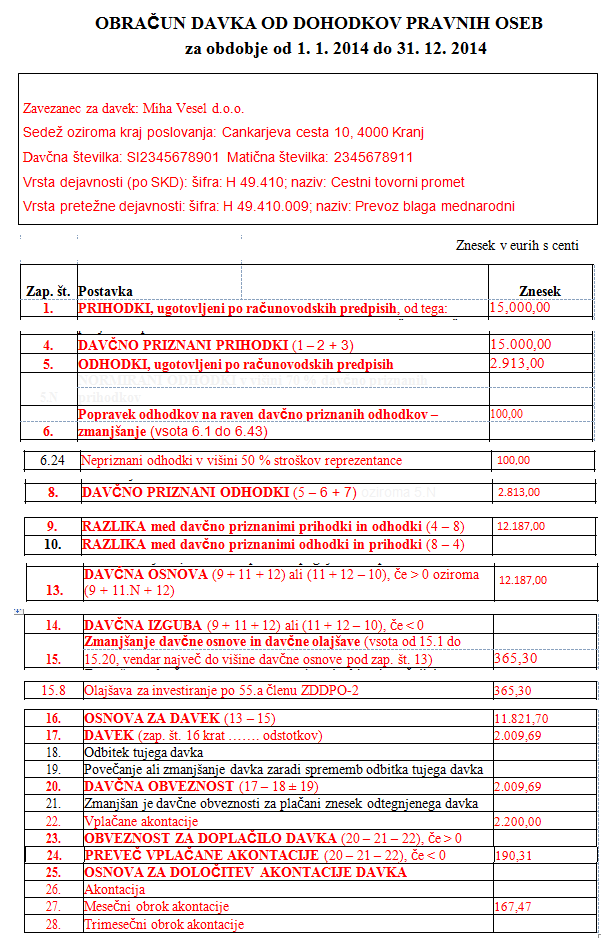 OBRAČUN DAVKA OD DOHODKOV PRAVNIH OSEB
za obdobje od 1. 1. 2014 do 31. 12. 2014
Zavezanec za davek: Miha Vesel d.o.o.
Sedež oziroma kraj poslovanja: Cankarjeva cesta 10, 4000 Kranj
Davčna številka: SI2345678901 Matična številka: 2345678911
Vrsta dejavnosti (po SKD): šifra: H 49.410; naziv: Cestni tovorni promet
Vrsta pretežne dejavnosti: šifra: H 49.410.009; naziv: Prevoz blaga mednarodni
Znesek v eurih s centi
Zap. št. Postavka Znesek
1. PRIHODKI, ugotovljeni po računovodskih predpisih, od tega: 15,000,00
4. DAVČNO PRIZNANI PRIHODKI (1 – 2 + 3) 15.000,00
5. ODHODKI, ugotovljeni po računovodskih predpisih 2.913,00
NORMIRANI ODHODKI v višini 70 % davčno priznanih
5.N prihodkov
Popravek odhodkov na raven davčno priznanih odhodkov – 100,00
6. zmanjšanje (vsota 6.1 do 6.43)
6.24 Nepriznani odhodki v višini 50 % stroškov reprezentance 100,00
8. DAVČNO PRIZNANI ODHODKI (5 – 6 + 7) oziroma 5.N 2.813,00
9. RAZLIKA med davčno priznanimi prihodki in odhodki (4 – 8) 12.187,00
10. RAZLIKA med davčno priznanimi odhodki in prihodki (8 – 4)
DAVČNA OSNOVA (9 + 11 + 12) ali (11 + 12 – 10), če > 0 oziroma 12.187,00
13. (9 + 11.N + 12)
14. DAVČNA IZGUBA (9 + 11 + 12) ali (11 + 12 – 10), če < 0
Zmanjšanje davčne osnove in davčne olajšave (vsota od 15.1 do
15. 15.20, vendar največ do višine davčne osnove pod zap. št. 13) 365,30
15.8 Olajšava za investiranje po 55.a členu ZDDPO-2 365,30
16. OSNOVA ZA DAVEK (13 – 15) 11.821,70
17. DAVEK (zap. št. 16 krat ……. odstotkov) 2.009,69
18. Odbitek tujega davka
19. Povečanje ali zmanjšanje davka zaradi sprememb odbitka tujega davka
20. DAVČNA OBVEZNOST (17 – 18 ± 19) 2.009,69
21. Zmanjšan je davčne obveznosti za plačani znesek odtegnjenega davka
22. Vplačane akontacije 2.200,00
23. OBVEZNOST ZA DOPLAČILO DAVKA (20 – 21 – 22), če > 0
24. PREVEČ VPLAČANE AKONTACIJE (20 – 21 – 22), če < 0 190,31
25. OSNOVA ZA DOLOČITEV AKONTACIJE DAVKA
26. Akontacija
27. Mesečni obrok akontacije 167,47
28. Trimesečni obrok akontacije